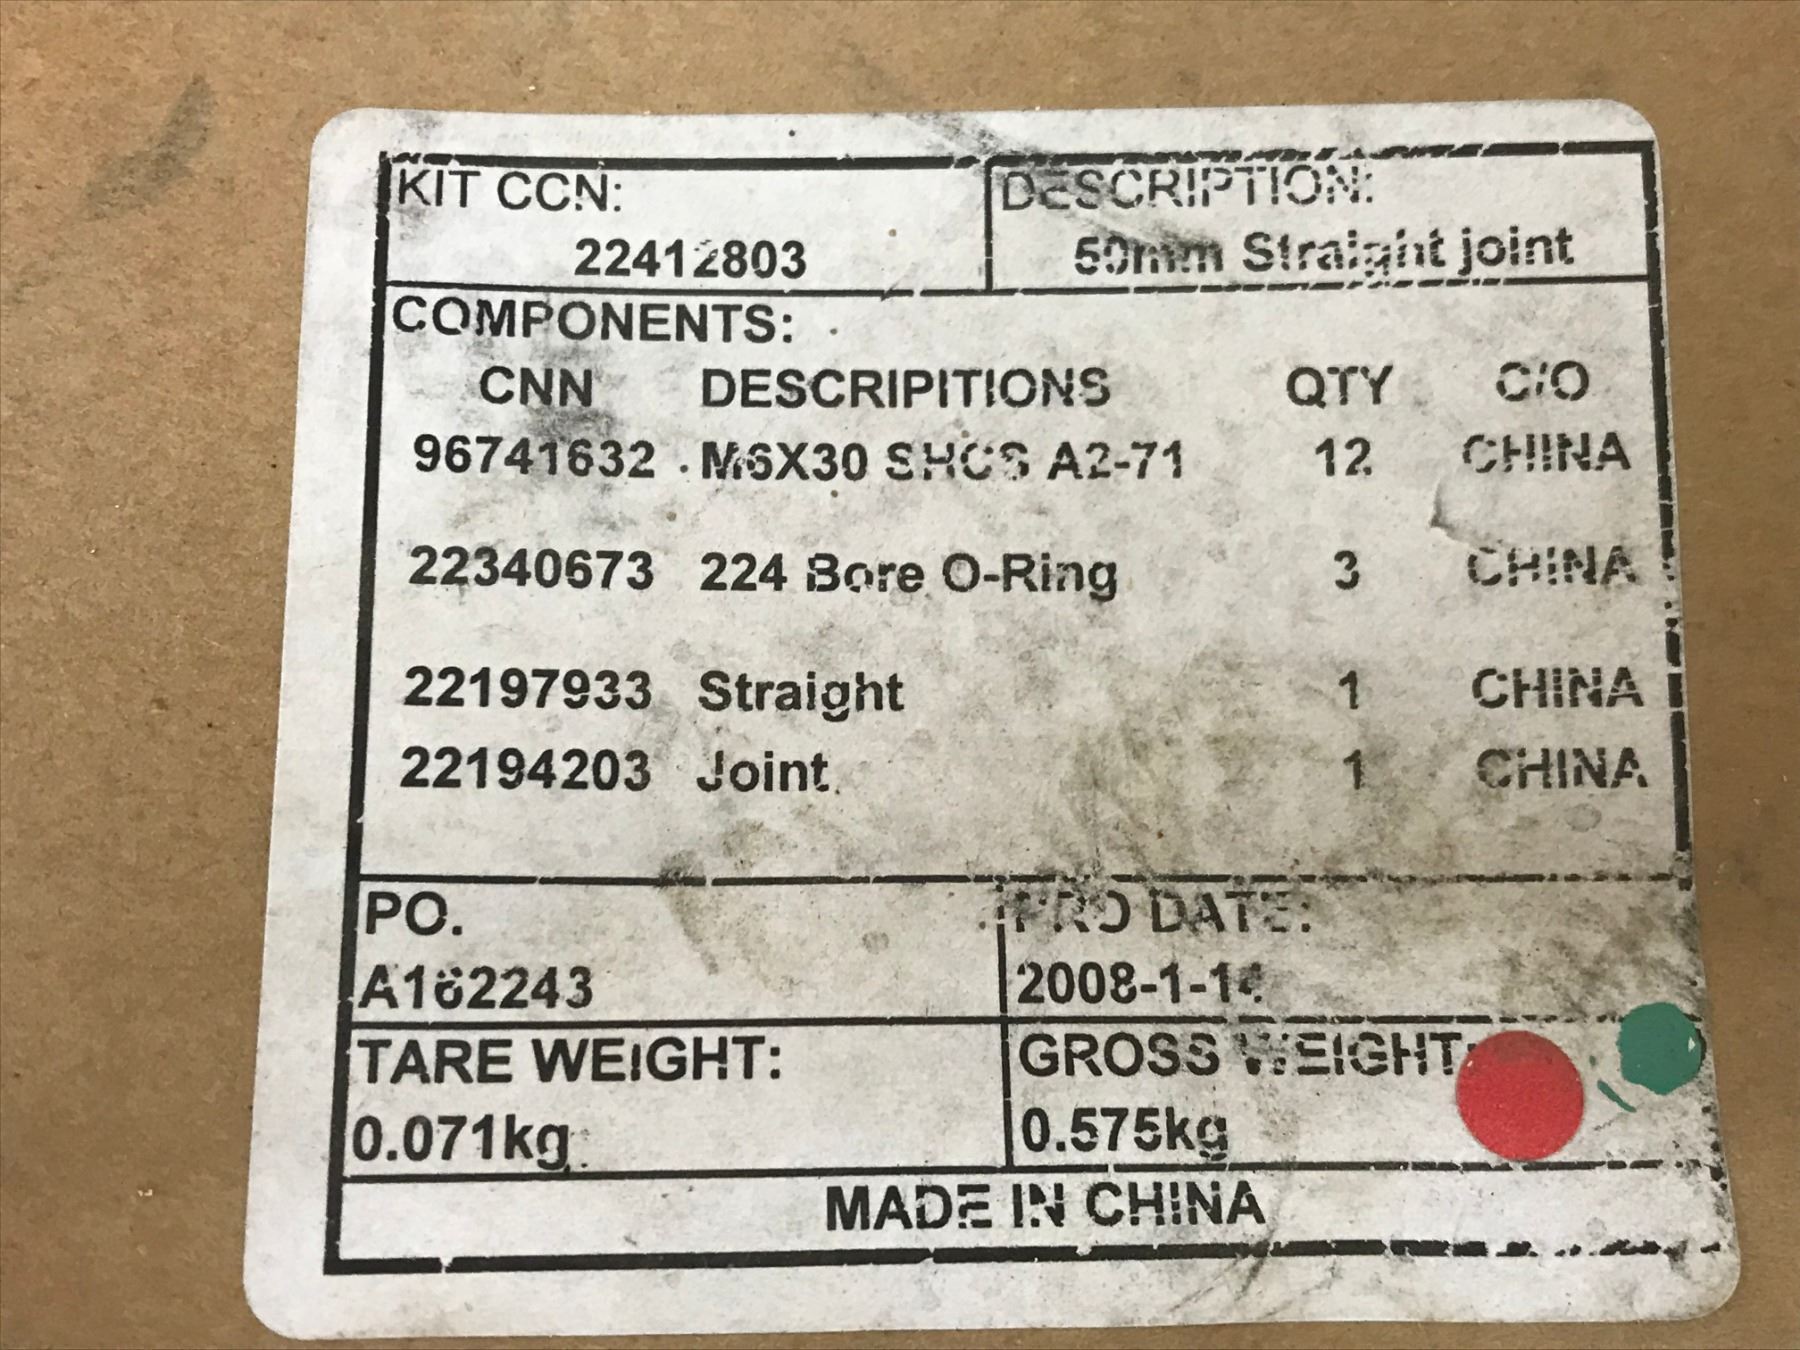 KIT CCN: DESCRIPTION:
22412803 50mm Straight joint
COMPONENTS:
CNN DESCRIPITIONS QTY C/O
96741632 M6X30 SHCS A2-71 12 CHINA
22340673 224 Bore O-Ring 3 CHINA
22197933 Straight 1 CHINA
22194203 Joint 1 CHINA
PO. PRO DATE:
A162243 2008-1-14
TARE WEIGHT: GROSS WEIGHT:
0.071kg 0.575kg
MADE IN CHINA